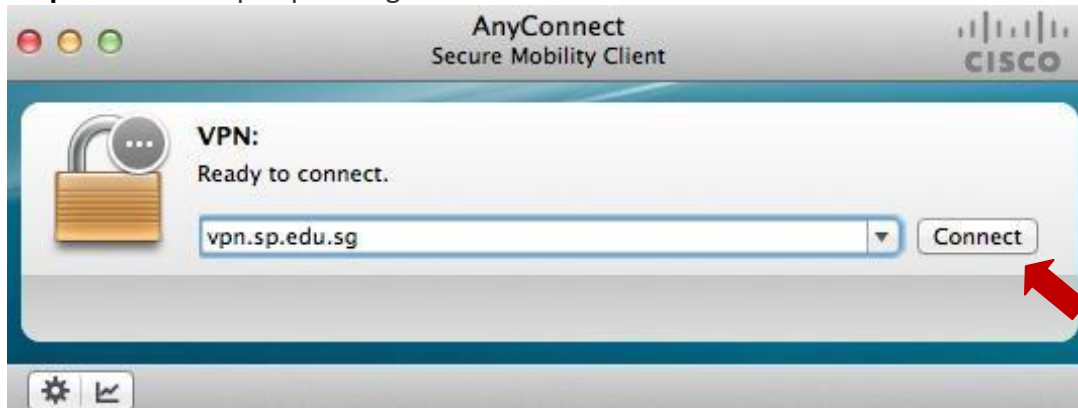 AnyConnect
Secure Mobility Client
CISCO
VPN:
Ready to connect.
vpn.sp.edu.sg
Connect